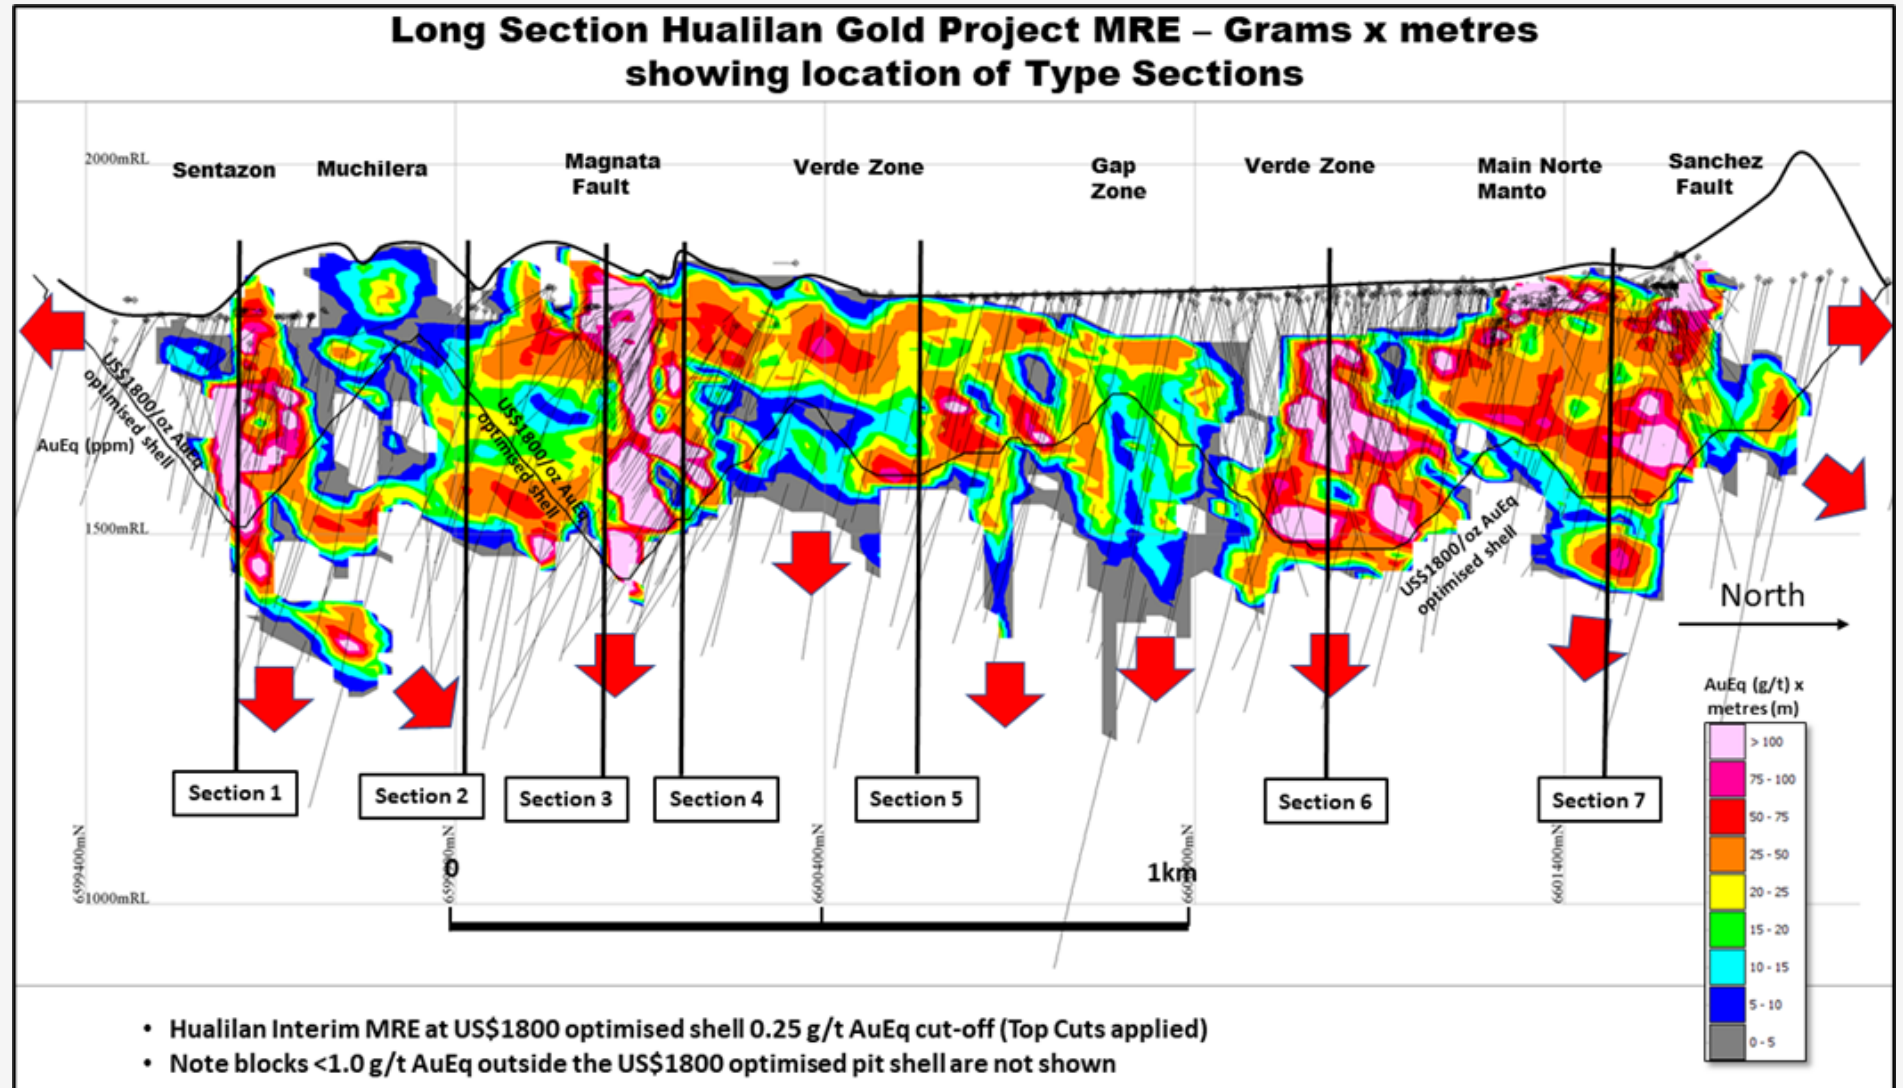 Long Section Hualilan Gold Project MRE – Grams x metres
showing location of Type Sections
2000mRL
Sentazon
Muchilera
Magnata
Fault
Verde Zone
Gap
Zone
Verde Zone
Main Norte
Manto
Sanchez
Fault
US$1800/oz AuEq
optimised shell
AuEq (ppm)
US$1800/oz AuEq
optimised shell
1500mRL
US$1800/oz AuEq
optimised shell
North
AuEq (g/t) x
metres (m)
> 100
75 - 100
50 - 75
25 - 50
20 - 25
15 - 20
10 - 15
5 - 10
0 - 5
Section 1
Section 2
Section 3
Section 4
Section 5
Section 6
Section 7
6599400mN
6600400mN
6601400mN
0
1km
1000mRL
• Hualilan Interim MRE at US$1800 optimised shell 0.25 g/t AuEq cut-off (Top Cuts applied)
• Note blocks <1.0 g/t AuEq outside the US$1800 optimised pit shell are not shown